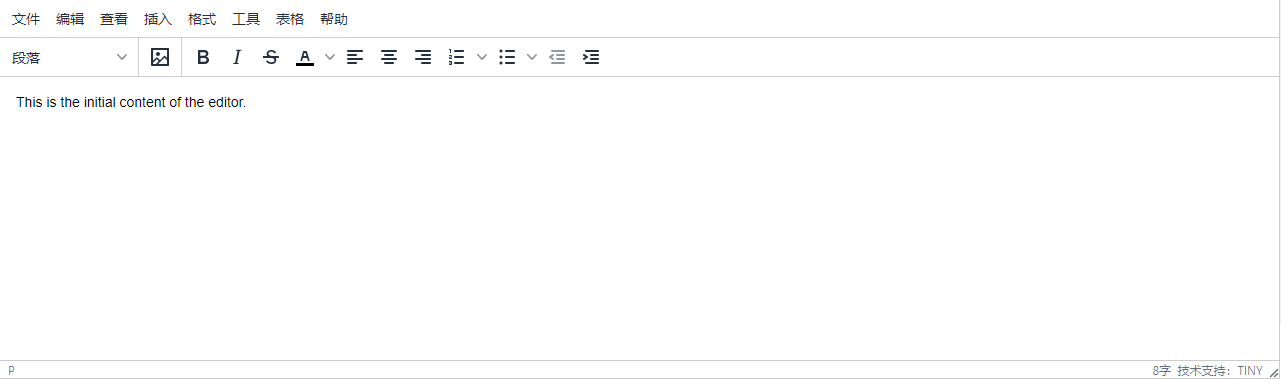 文件 编辑 查看 插入 格式 工具 表格 帮助
段落 B I S A
This is the initial content of the editor.
P 8字 技术支持：TINY